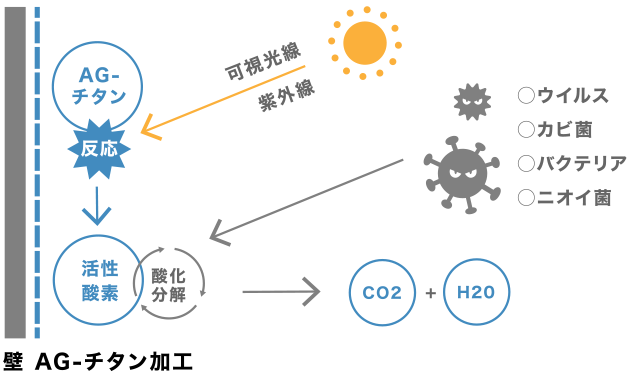 AG-
チタン
可視光線
紫外線
反応
○ウイルス
○カビ菌
○バクテリア
○ニオイ菌
活性
酸素
酸化
分解
CO2 + H2O
壁 AG-チタン加工